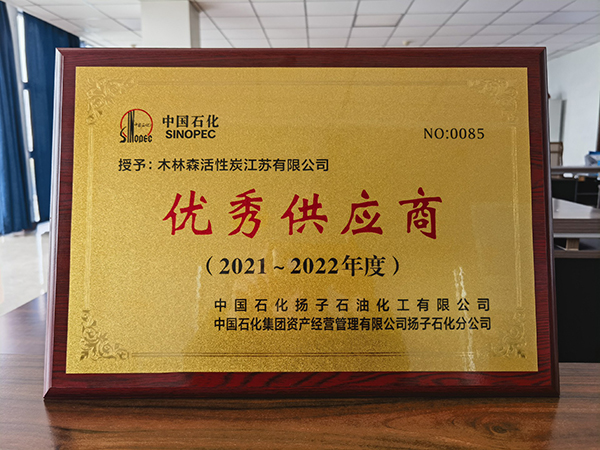 中国石化
SINOPEC
SINOPEC
NO:0085
授予:木林森活性炭江苏有限公司
优秀供应商
(2021~2022年度)
中国石化扬子石油化工有限公司
中国石化集团资产经营管理有限公司扬子石化分公司